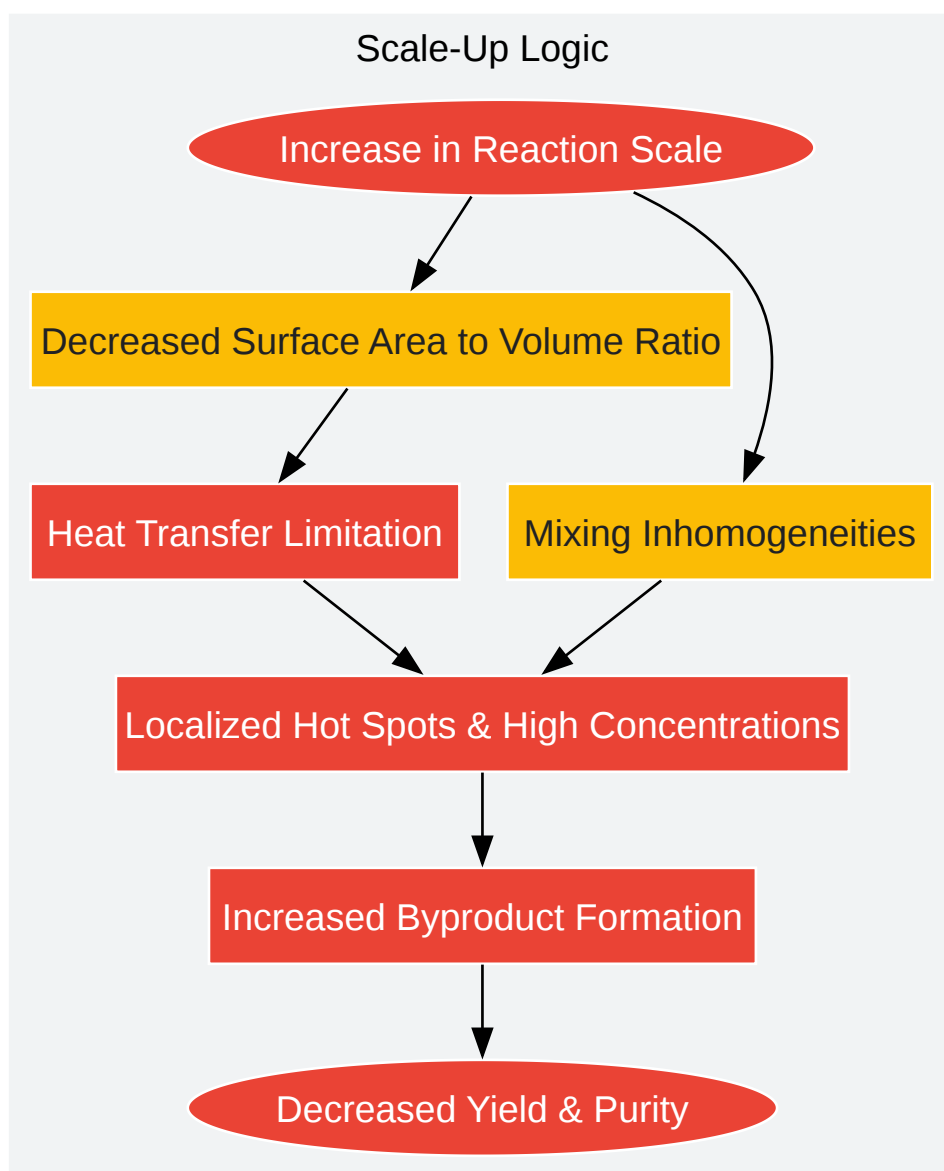 Scale-Up Logic
Increase in Reaction Scale
Decreased Surface Area to Volume Ratio
Heat Transfer Limitation
Mixing Inhomogeneities
Localized Hot Spots & High Concentrations
Increased Byproduct Formation
Decreased Yield & Purity